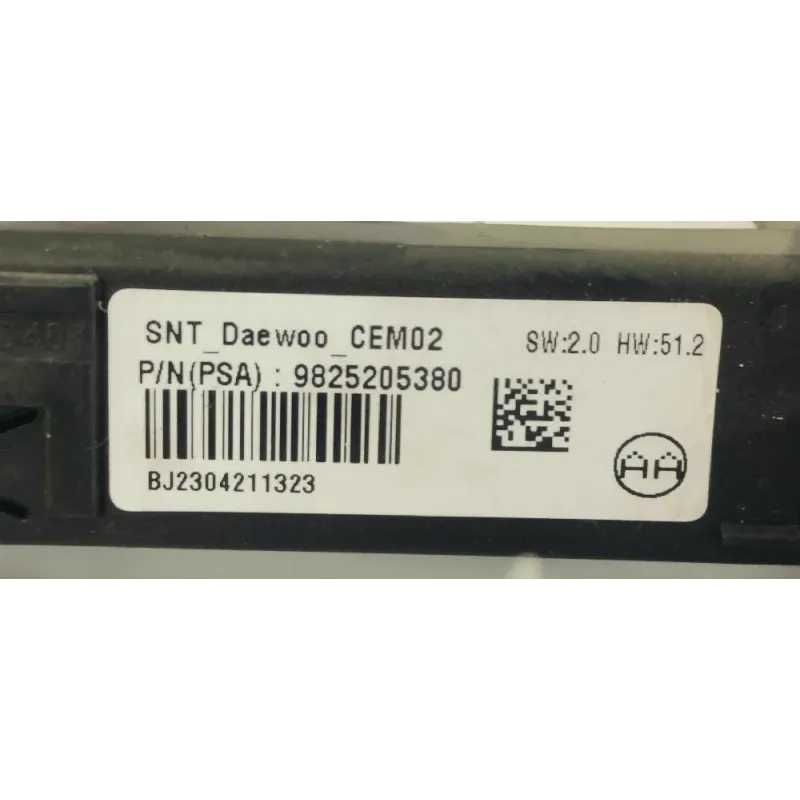 SNT_Daewoo_CEM02
SW:2.0 HW:51.2
P/N(PSA) : 9825205380
BJ2304211323
AA